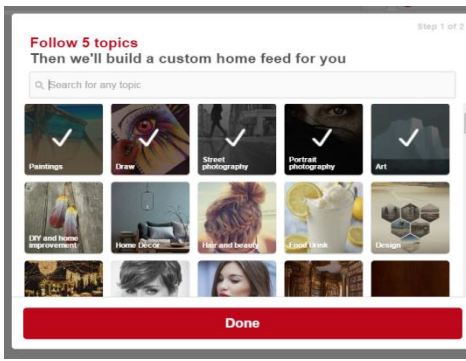 Step 1 of 2
Follow 5 topics
Then we'll build a custom home feed for you
Search for any topic
Paintings
Draw
Street
photography
Portrait
photography
Art
DIY and home
improvement
Home Décor
Hair and beauty
Food Drink
Design
Done